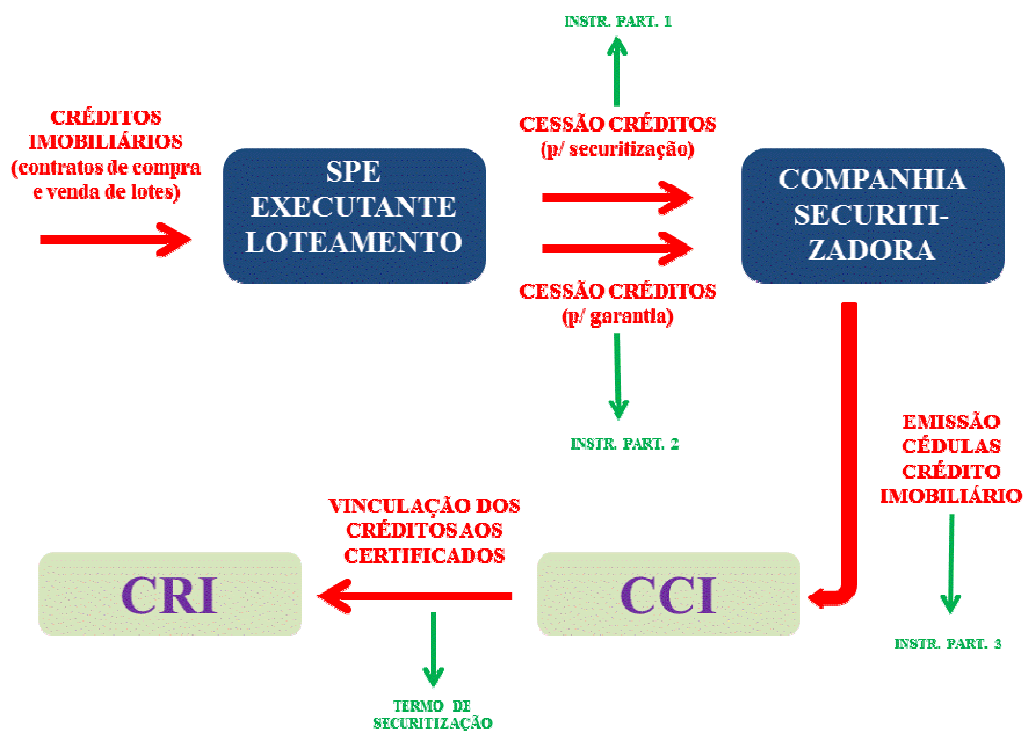 INSTR. PART. 1
CRÉDITOS
IMOBILIÁRIOS
(contratos de compra
e venda de lotes)
SPE
EXECUTANTE
LOTEAMENTO
CESSÃO CRÉDITOS
(p/ securitização)
CESSÃO CRÉDITOS
(p/ garantia)
INSTR. PART. 2
COMPANHIA
SECURITI-
ZADORA
EMISSÃO
CÉDULAS
CRÉDITO
IMOBILIÁRIO
INSTR. PART. 3
CCI
VINCULAÇÃO DOS
CRÉDITOS AOS
CERTIFICADOS
TERMO DE
SECURITIZAÇÃO
CRI